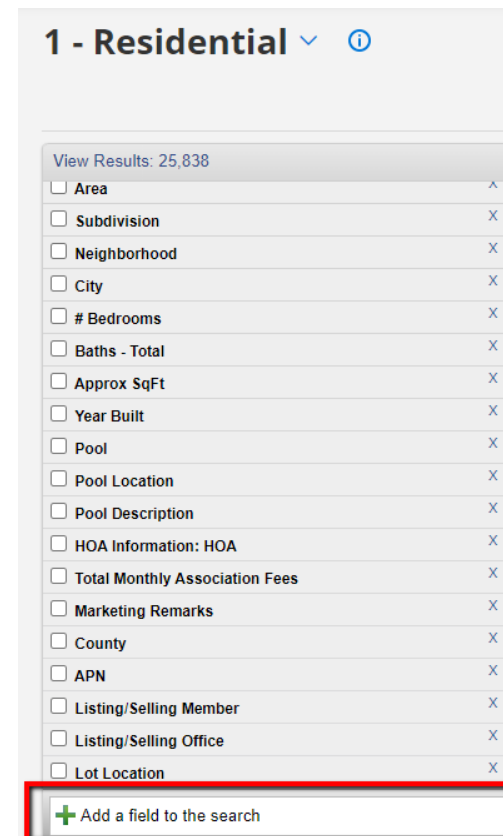 1 - Residential
View Results: 25,838
Area X
Subdivision X
Neighborhood X
City X
# Bedrooms X
Baths - Total X
Approx SqFt X
Year Built X
Pool X
Pool Location X
Pool Description X
HOA Information: HOA X
Total Monthly Association Fees X
Marketing Remarks X
County X
APN X
Listing/Selling Member X
Listing/Selling Office X
Lot Location X
Add a field to the search